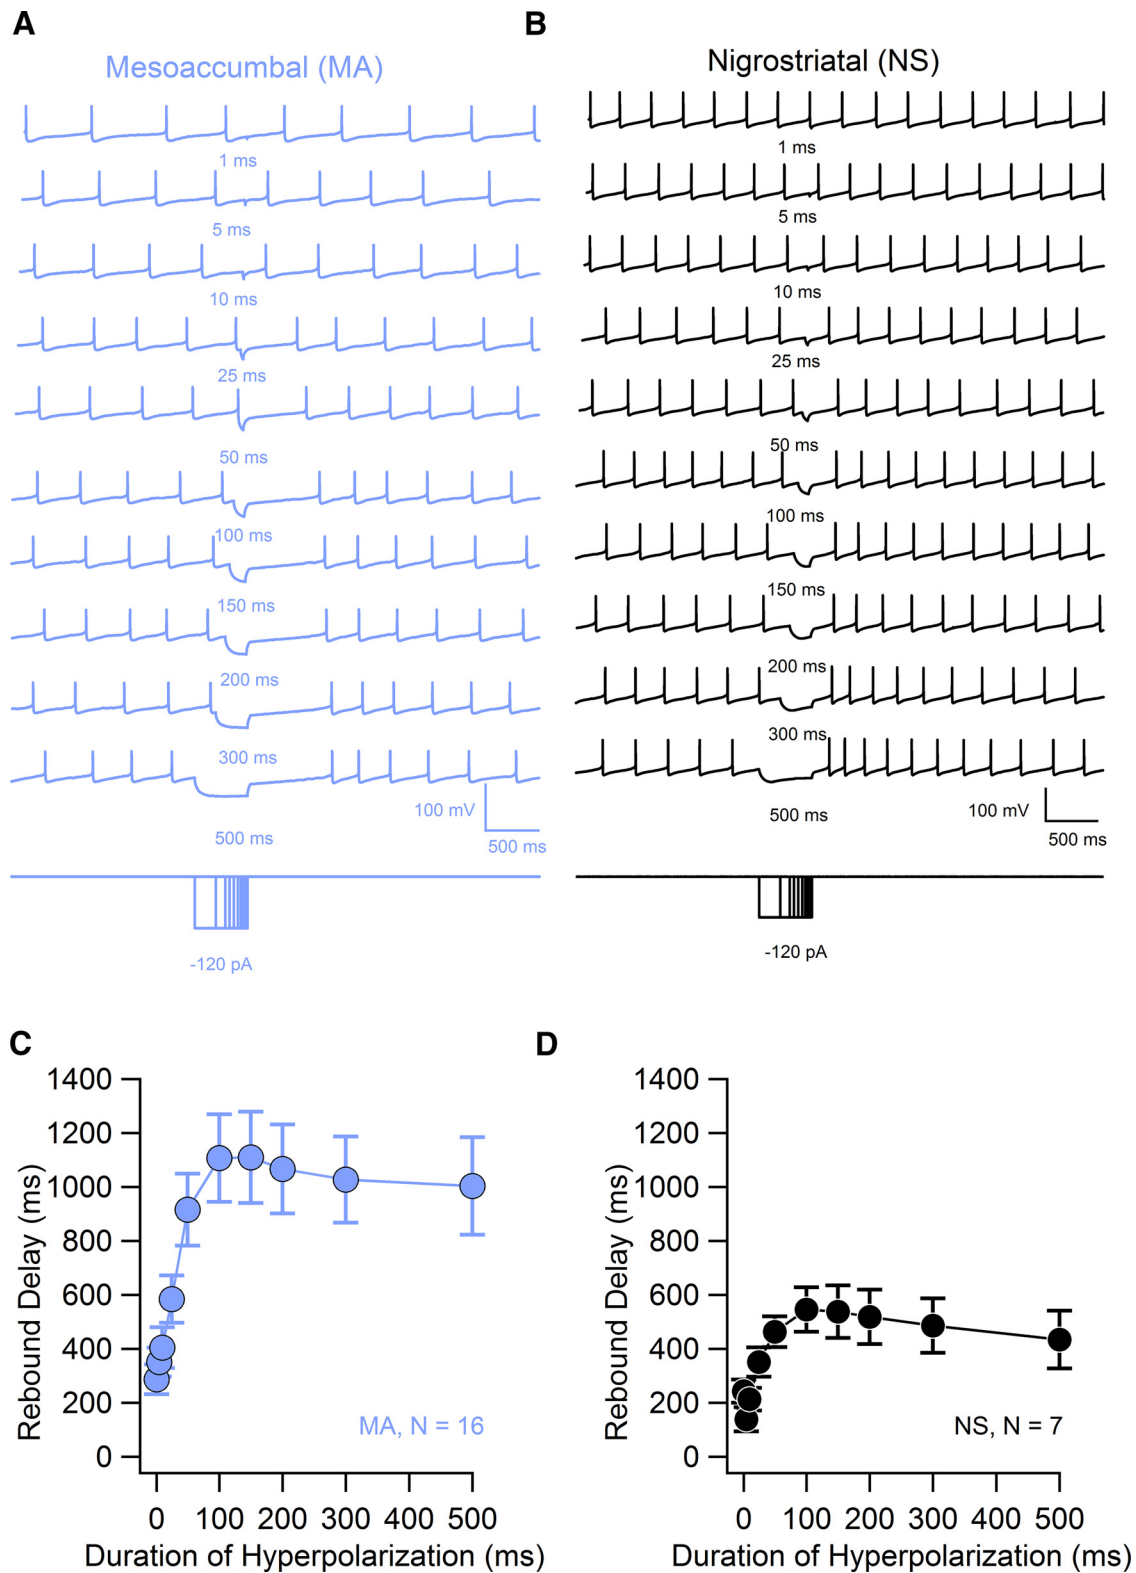 A
Mesoaccumbal (MA)
1 ms
5 ms
10 ms
25 ms
50 ms
100 ms
150 ms
200 ms
300 ms
100 mV
500 ms
500 ms
-120 pA
B
Nigrostriatal (NS)
1 ms
5 ms
10 ms
25 ms
50 ms
100 ms
150 ms
200 ms
300 ms
100 mV
500 ms
500 ms
-120 pA
C
1400
1200
1000
800
600
400
200
0
Rebound Delay (ms)
MA, N = 16
0 100 200 300 400 500
Duration of Hyperpolarization (ms)
D
1400
1200
1000
800
600
400
200
0
Rebound Delay (ms)
NS, N = 7
0 100 200 300 400 500
Duration of Hyperpolarization (ms)